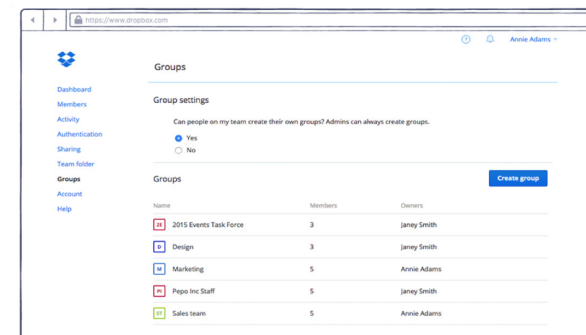 https://www.dropbox.com
Annie Adams
Groups
Dashboard
Members
Activity
Authentication
Sharing
Team folder
Groups
Account
Help
Group settings
Can people on my team create their own groups? Admins can always create groups.
Yes
No
Groups Create group
Name Members Owners
2E 2015 Events Task Force 3 Janey Smith
D Design 3 Janey Smith
M Marketing 5 Annie Adams
PI Pepo Inc Staff 5 Janey Smith
ST Sales team 5 Annie Adams